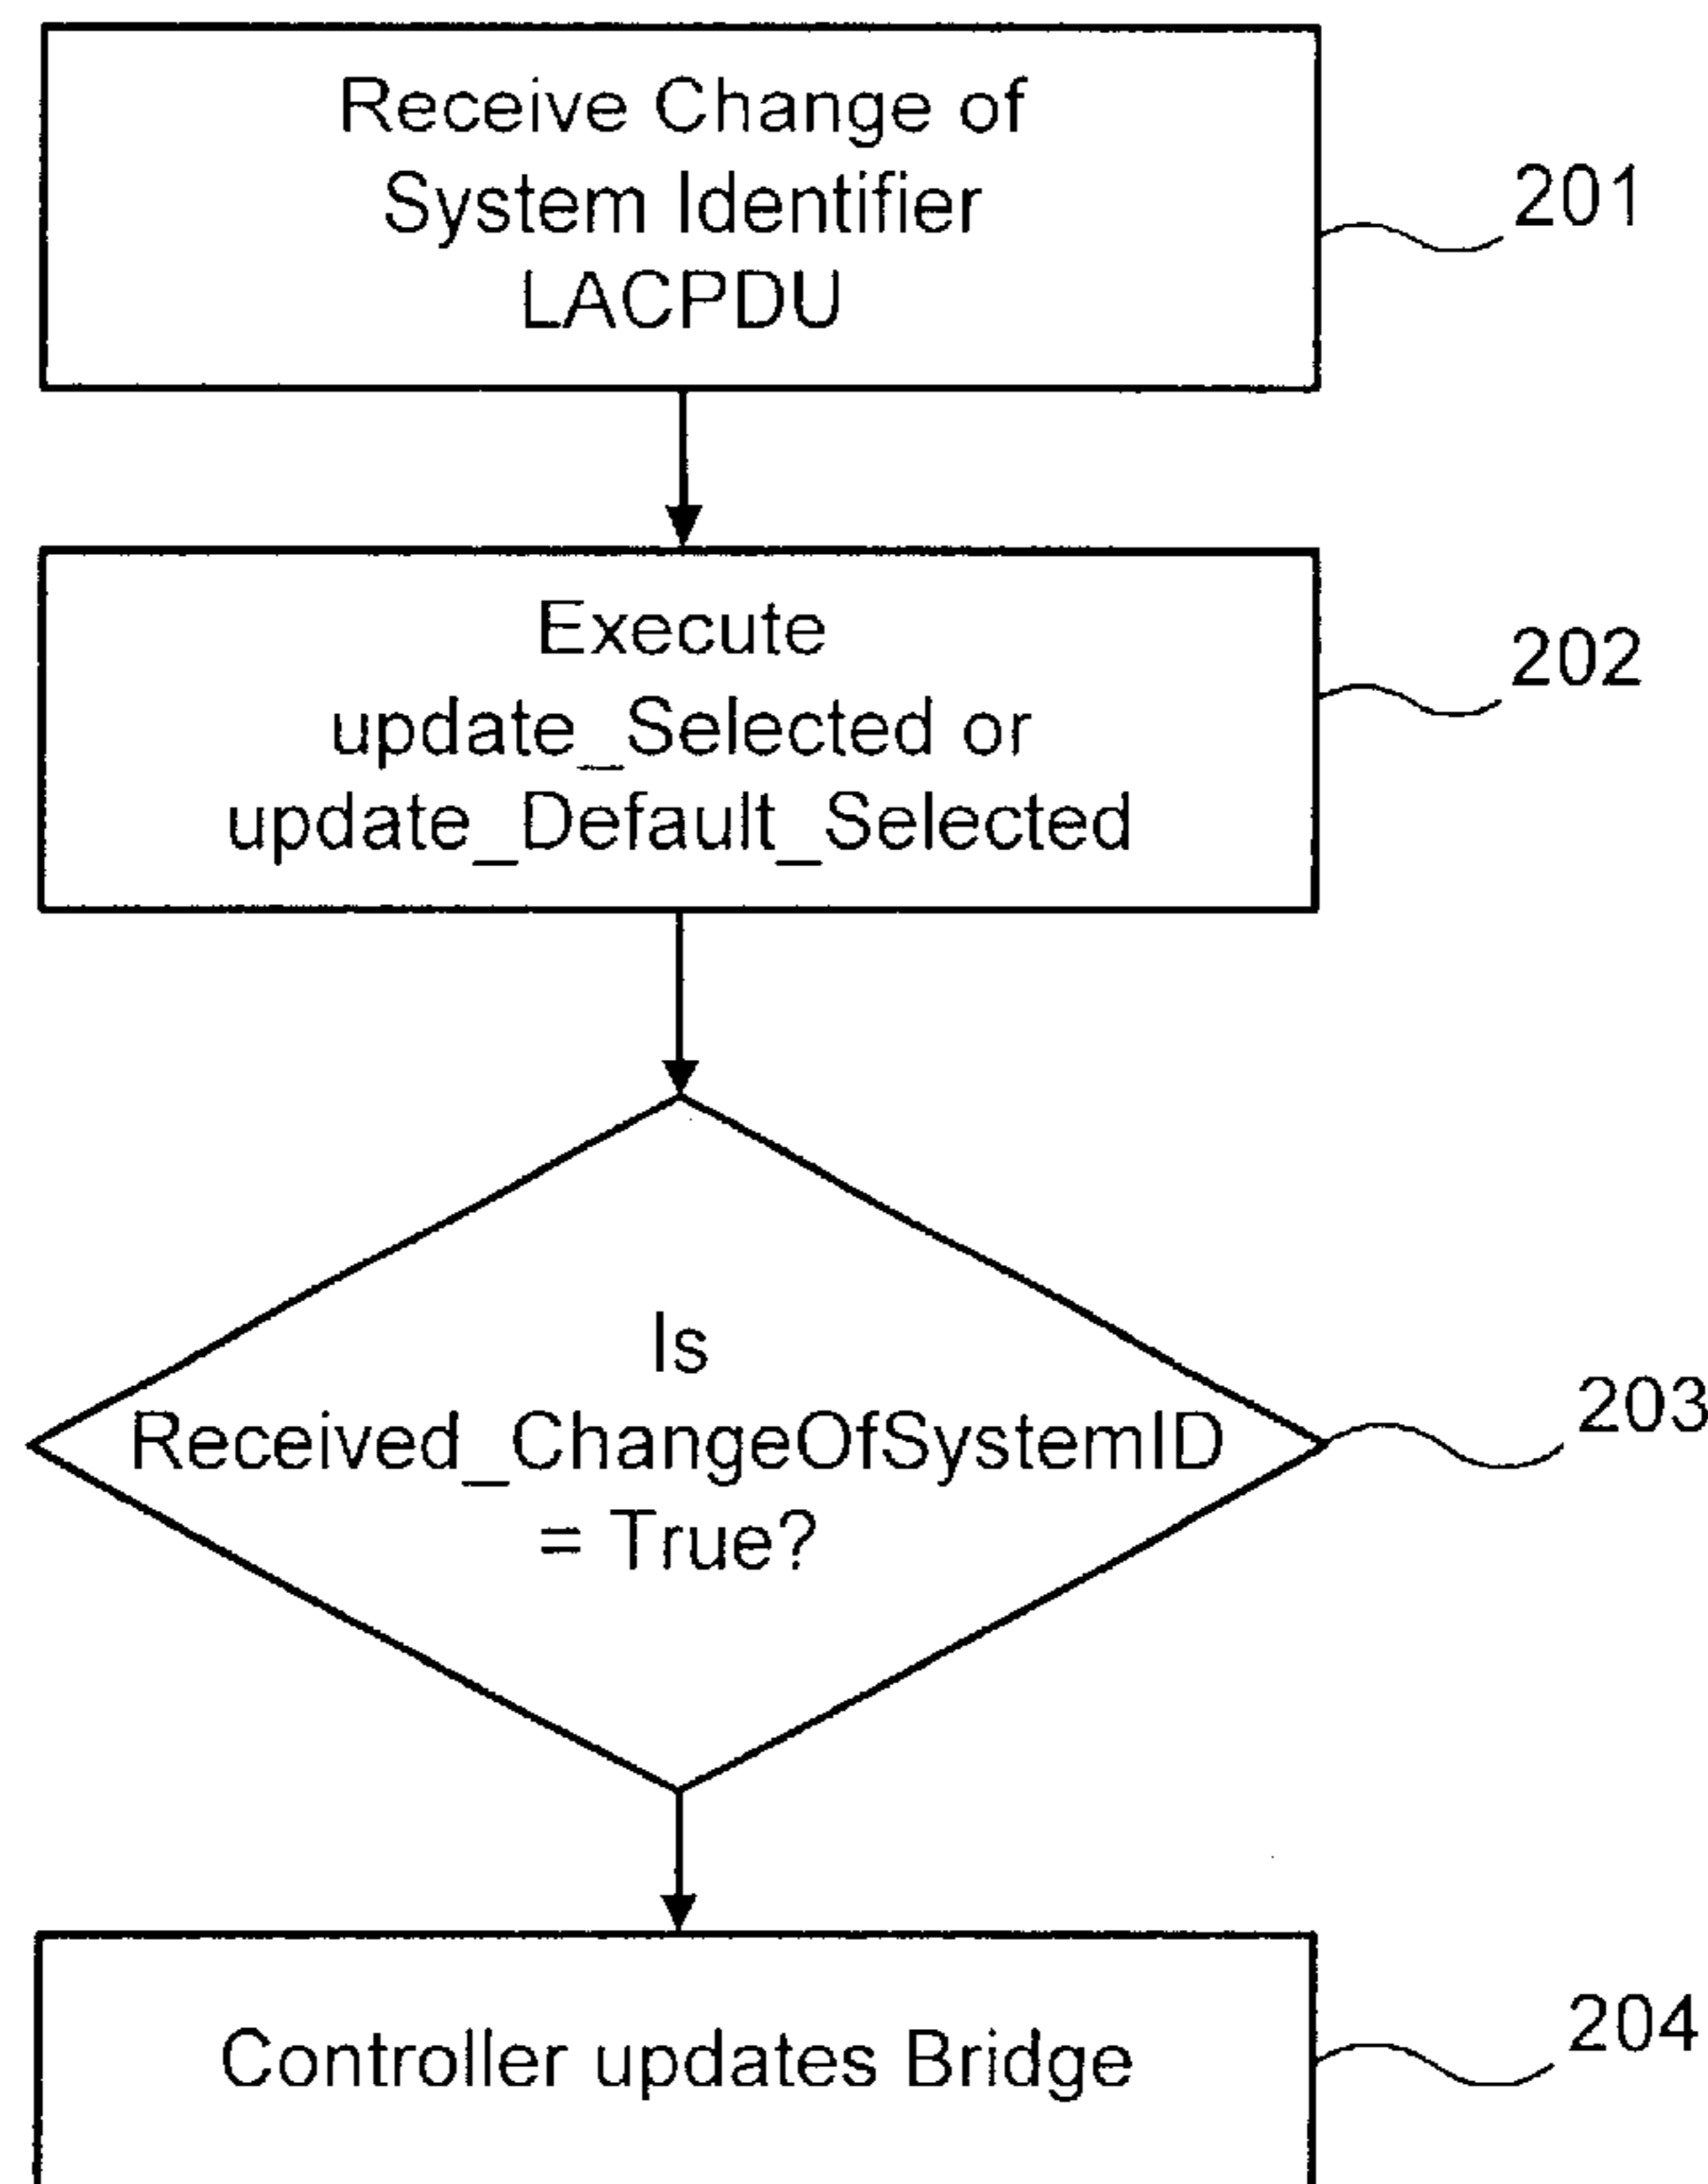 Receive Change of
System Identifier
LACPDU
201
Execute
update_Selected or
update_Default_Selected
202
Is
Received_ChangeOfSystemID
= True?
203
Controller updates Bridge
204